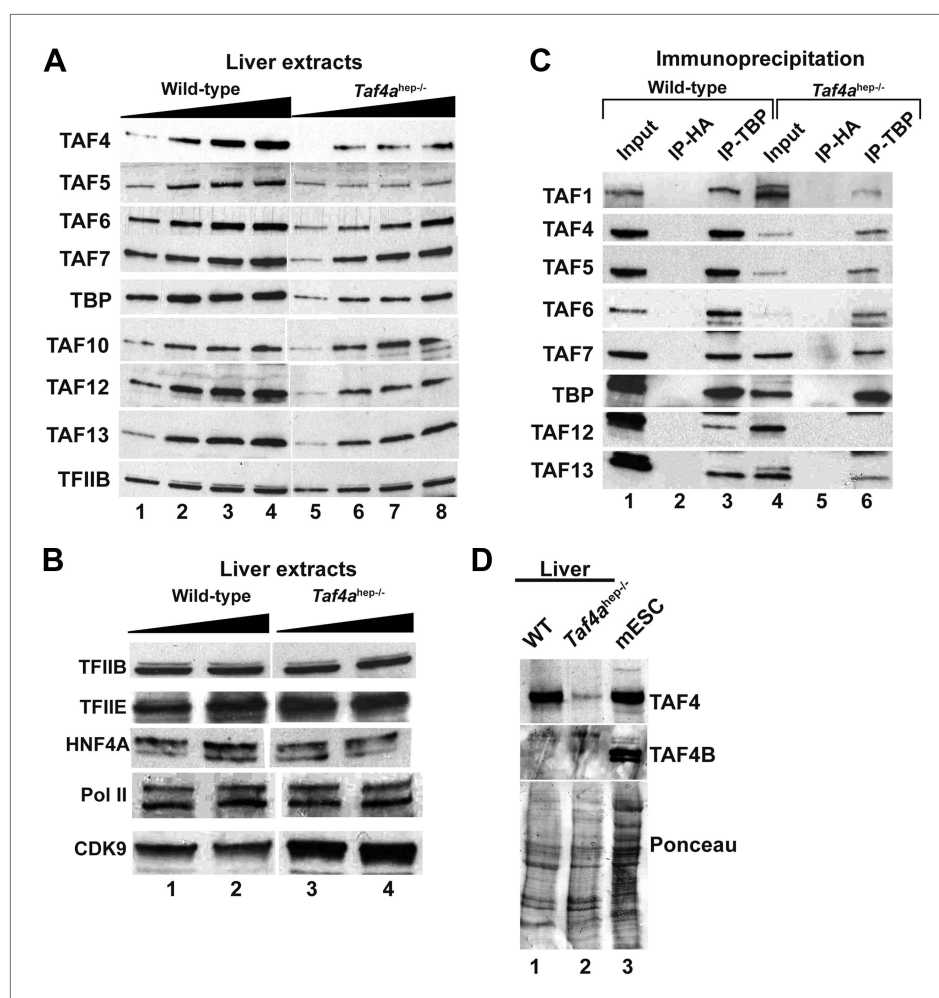 A
Liver extracts
Wild-type Taf4a hep-/-
TAF4
TAF5
TAF6
TAF7
TBP
TAF10
TAF12
TAF13
TFIIB
1 2 3 4 5 6 7 8
B
Liver extracts
Wild-type Taf4a hep-/-
TFIIB
TFIIE
HNF4A
Pol II
CDK9
1 2 3 4
C
Immunoprecipitation
Wild-type Taf4a hep-/-
Input IP-HA IP-TBP Input IP-HA IP-TBP
TAF1
TAF4
TAF5
TAF6
TAF7
TBP
TAF12
TAF13
1 2 3 4 5 6
D
Liver
WT Taf4a hep-/- mESC
TAF4
TAF4B
Ponceau
1 2 3